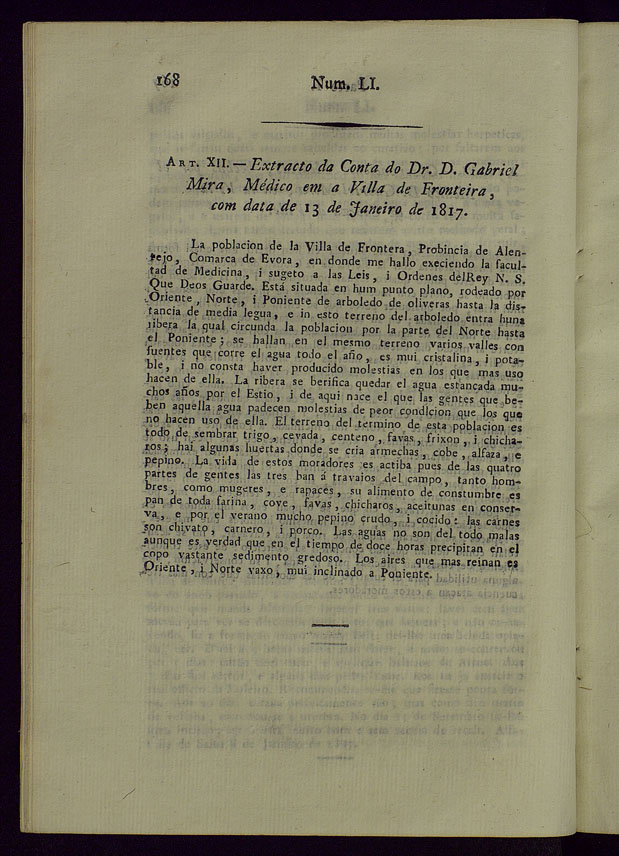 168
Num. LI.
ART. XII. — Extracto da Conta do Dr. D. Gabriel
Mira, Médico em a Villa de Fronteira,
com data de 13 de Janeiro de 1817.
La poblacion de la Villa de Frontera, Probincia de Alen-
tejo, Comarca de Evora, en donde me hallo execiendo la facul-
tad de Medicina, i sugeto a las Leis, i Ordenes delRey N. S.
Que Deos Guarde. Está situada en hum punto plano, rodeado por
Oriente, Norte, i Poniente de arboledo de oliveras hasta la dis-
tancia de media legua, e in esto terreno del arboledo entra huna
ribera la qual circunda la poblacion por la parte del Norte hasta
el Poniente; se hallan en el mesmo terreno varios valles con
fuentes que corre el agua todo el año, es mui cristalina, i pota-
ble, i no consta haver producido molestias en los que mas uso
hacen de ella. La ribera se berifica quedar el agua estancada mu-
chos años por el Estio, i de aqui nace el que las gentes que be-
ben aquella agua padecen molestias de peor condicion que los que
no hacen uso de ella. El terreno del termino de esta poblacion es
todo de sembrar trigo, cevada, centeno, favas, frixon, i chicha-
ros; hai algunas huertas donde se cria armechas, cobe, alfaza, e
pepino. La vida de estos moradores es actiba pues de las quatro
partes de gentes las tres ban á travaios del campo, tanto hom-
bres, como mugeres, e rapaces, su alimento de constumbre es
pan de toda farina, cove, favas, chicharos, aceitunas en conser-
va, e por el verano mucho pepino crudo, i cocido: las carnes
son chivato, carnero, i porco. Las aguas no son del todo malas
aunque es verdad que en el tiempo de doce horas precipitan en el
copo vastante sedimento gredoso. Los aires que mas reinan es
Oriente, i Norte vaxo, mui inclinado a Poniente.